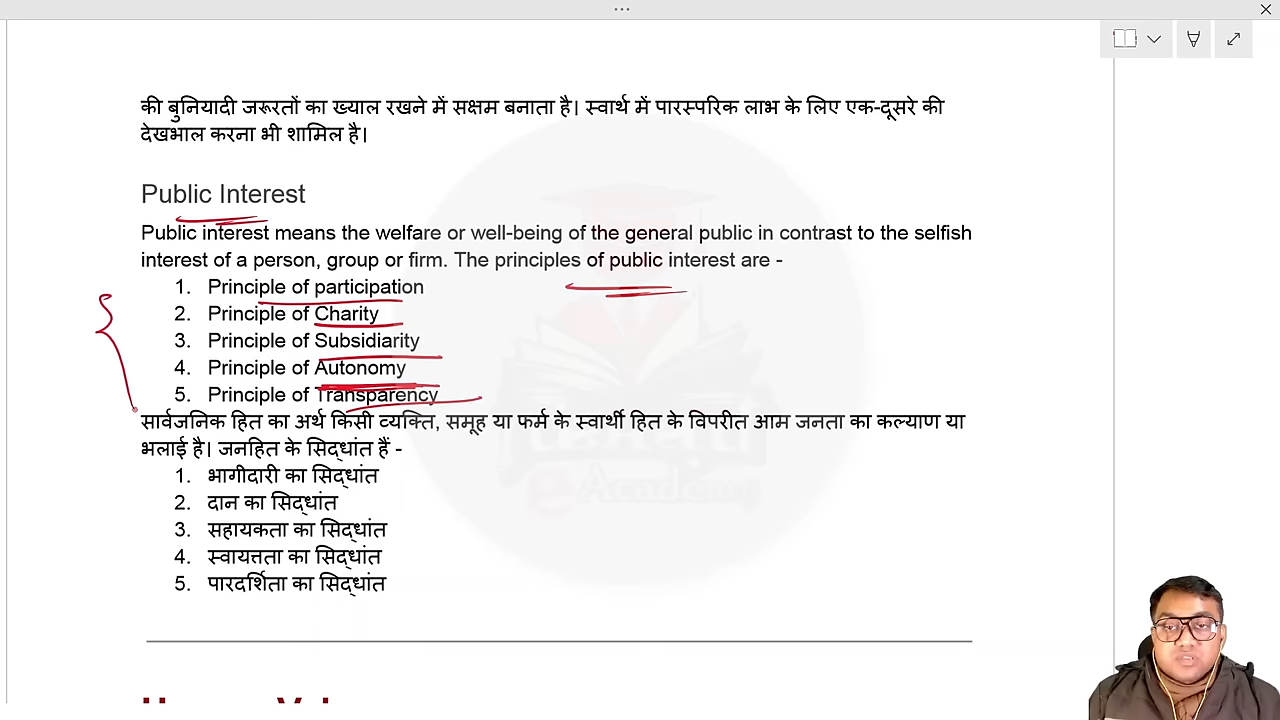 की बुनियादी जरूरतों का ख्याल रखने में सक्षम बनाता है। स्वार्थ में पारस्परिक लाभ के लिए एक-दूसरे की
देखभाल करना भी शामिल है।
Public Interest
Public interest means the welfare or well-being of the general public in contrast to the selfish
interest of a person, group or firm. The principles of public interest are -
1. Principle of participation
2. Principle of Charity
3. Principle of Subsidiarity
4. Principle of Autonomy
5. Principle of Transparency
सार्वजनिक हित का अर्थ किसी व्यक्ति, समूह या फर्म के स्वार्थी हित के विपरीत आम जनता का कल्याण या
भलाई है। जनहित के सिद्धांत हैं -
1. भागीदारी का सिद्धांत
2. दान का सिद्धांत
3. सहायकता का सिद्धांत
4. स्वायत्तता का सिद्धांत
5. पारदर्शिता का सिद्धांत
e Academy